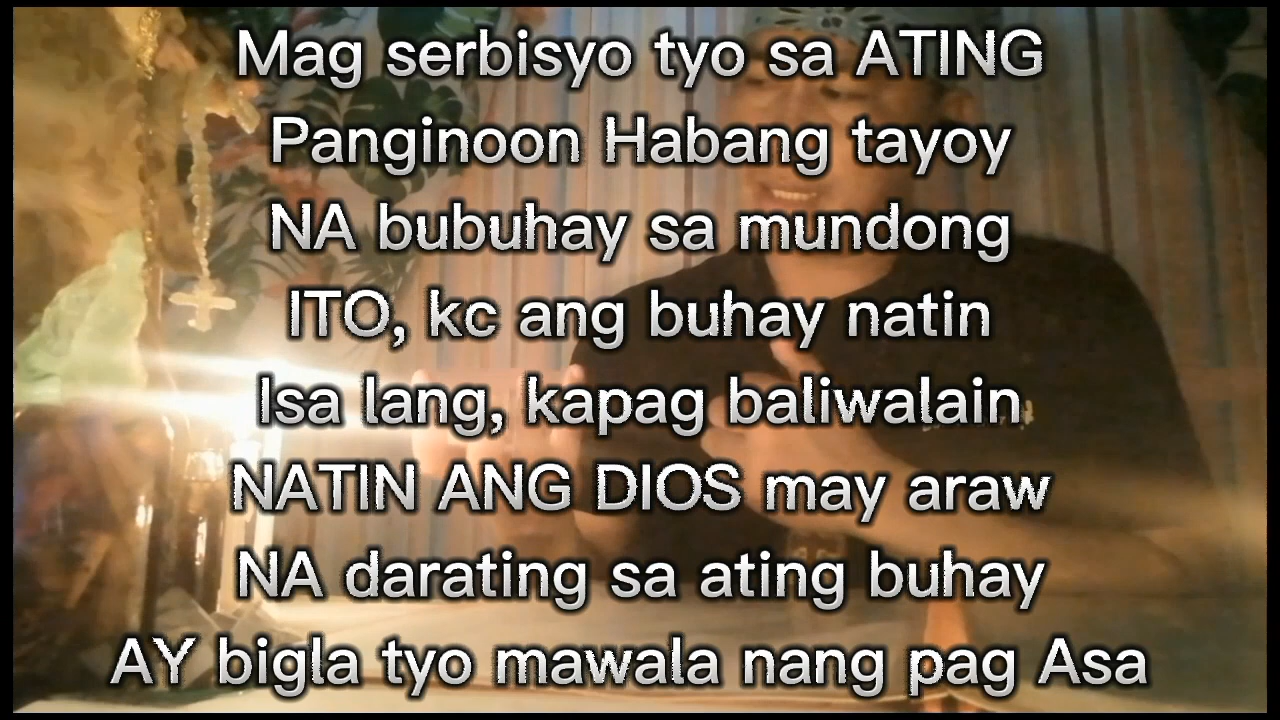 Mag serbisyo tyo sa ATING
Panginoon Habang tayoy
NA bubuhay sa mundong
ITO, kc ang buhay natin
Isa lang, kapag baliwalain
NATIN ANG DIOS may araw
NA darating sa ating buhay
AY bigla tyo mawala nang pag Asa